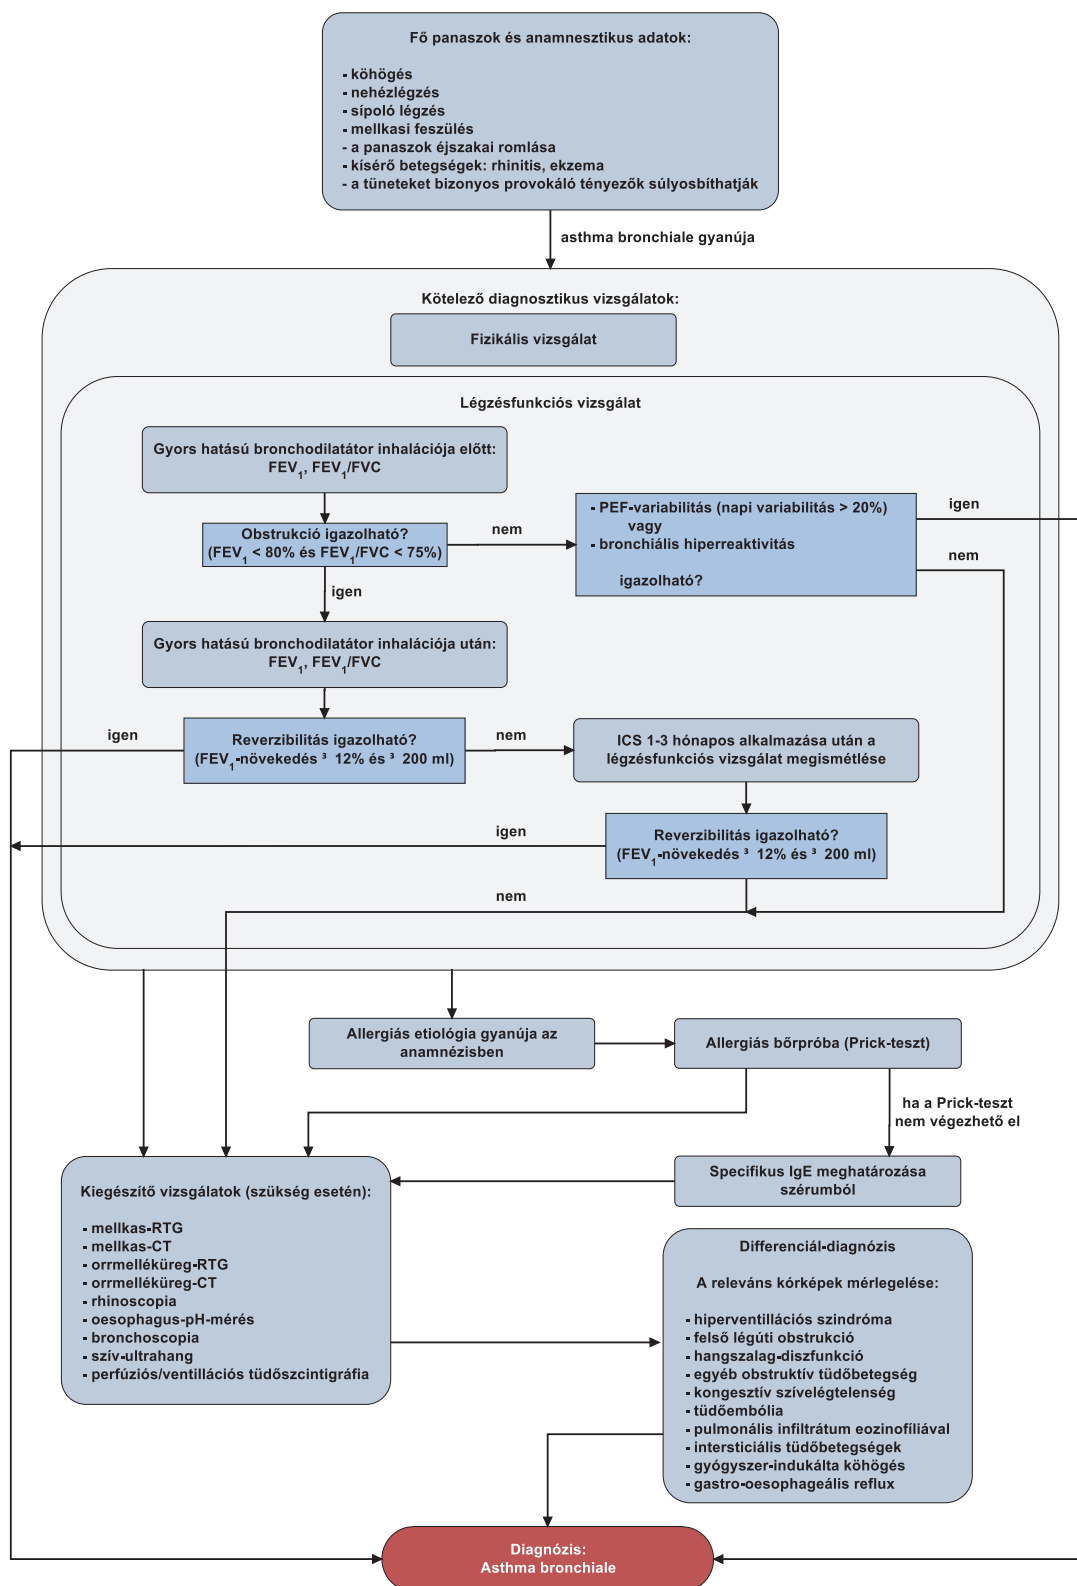 Fő panaszok és anamnesztikus adatok:
- köhögés
- nehézlégzés
- sípoló légzés
- mellkasi feszülés
- a panaszok éjszakai romlása
- kísérő betegségek: rhinitis, ekzema
- a tüneteket bizonyos provokáló tényezők súlyosbíthatják
asthma bronchiale gyanúja
Kötelező diagnosztikus vizsgálatok:
Fizikális vizsgálat
Légzésfunkciós vizsgálat
Gyors hatású bronchodilatátor inhalációja előtt:
FEV₁, FEV₁/FVC
Obstrukció igazolható?
(FEV₁ < 80% és FEV₁/FVC < 75%)
nem
- PEF-variabilitás (napi variabilitás > 20%)
vagy
- bronchiális hiperreaktivitás
igazolható?
igen
nem
igen
Gyors hatású bronchodilatátor inhalációja után:
FEV₁, FEV₁/FVC
igen
Reverzibilitás igazolható?
(FEV₁-növekedés ³ 12% és ³ 200 ml)
nem
ICS 1-3 hónapos alkalmazása után a
légzésfunkciós vizsgálat megismétlése
igen
Reverzibilitás igazolható?
(FEV₁-növekedés ³ 12% és ³ 200 ml)
nem
Allergiás etiológia gyanúja az
anamnézisben
Allergiás bőrpróba (Prick-teszt)
ha a Prick-teszt
nem végezhető el
Specifikus IgE meghatározása
szérumból
Kiegészítő vizsgálatok (szükség esetén):
- mellkas-RTG
- mellkas-CT
- orrmelléküreg-RTG
- orrmelléküreg-CT
- rhinoscopia
- oesophagus-pH-mérés
- bronchoscopia
- szív-ultrahang
- perfúziós/ventillációs tüdőszcintigráfia
Differenciál-diagnózis
A releváns kórképek mérlegelése:
- hiperventillációs szindróma
- felső légúti obstrukció
- hangszalag-diszfunkció
- egyéb obstruktív tüdőbetegség
- kongesztív szívelégtelenség
- tüdőembólia
- pulmonális infiltrátum eozinofíliával
- intersticiális tüdőbetegségek
- gyógyszer-indukálta köhögés
- gastro-oesophageális reflux
Diagnózis:
Asthma bronchiale